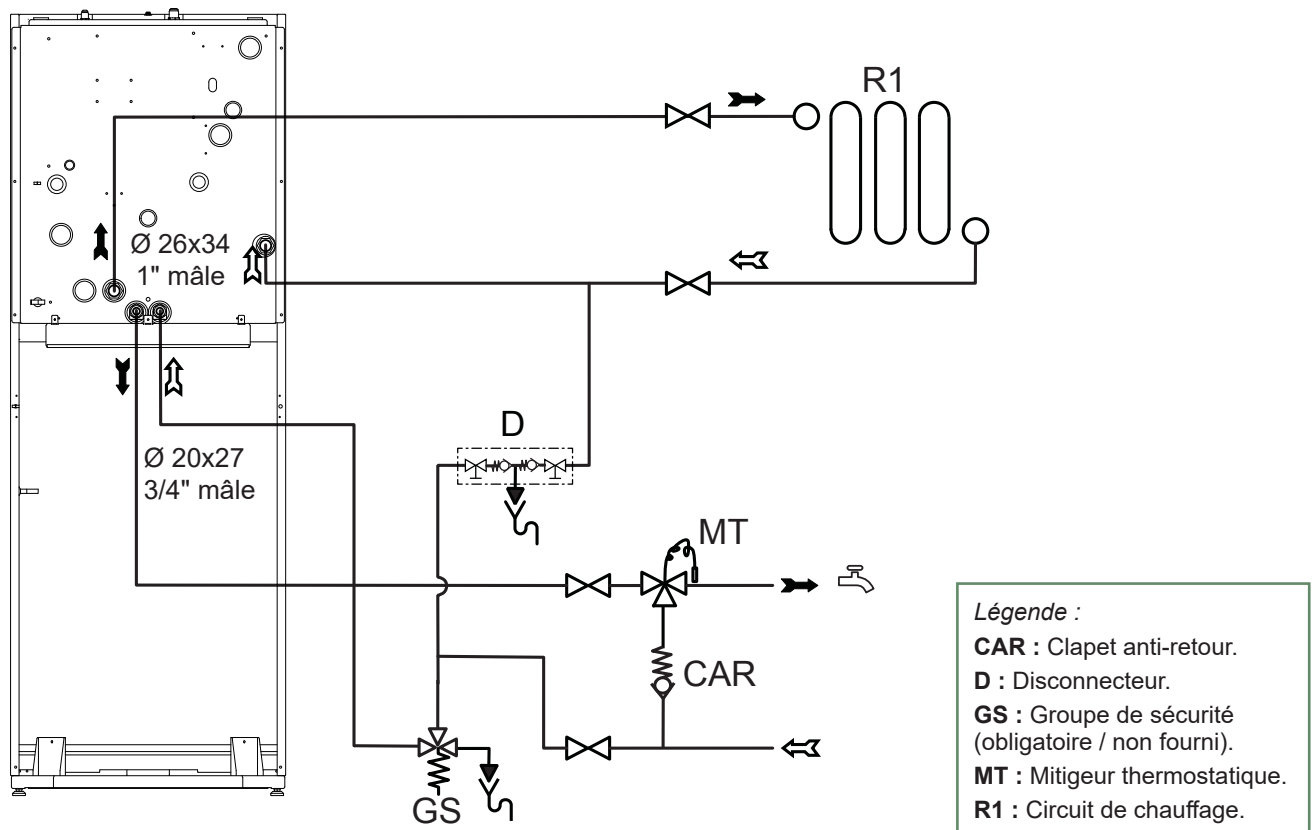 R1
Ø 26x34
1" mâle
D
Ø 20x27
3/4" mâle
MT
CAR
GS
Légende :
CAR : Clapet anti-retour.
D : Disconnecteur.
GS : Groupe de sécurité
(obligatoire / non fourni).
MT : Mitigeur thermostatique.
R1 : Circuit de chauffage.